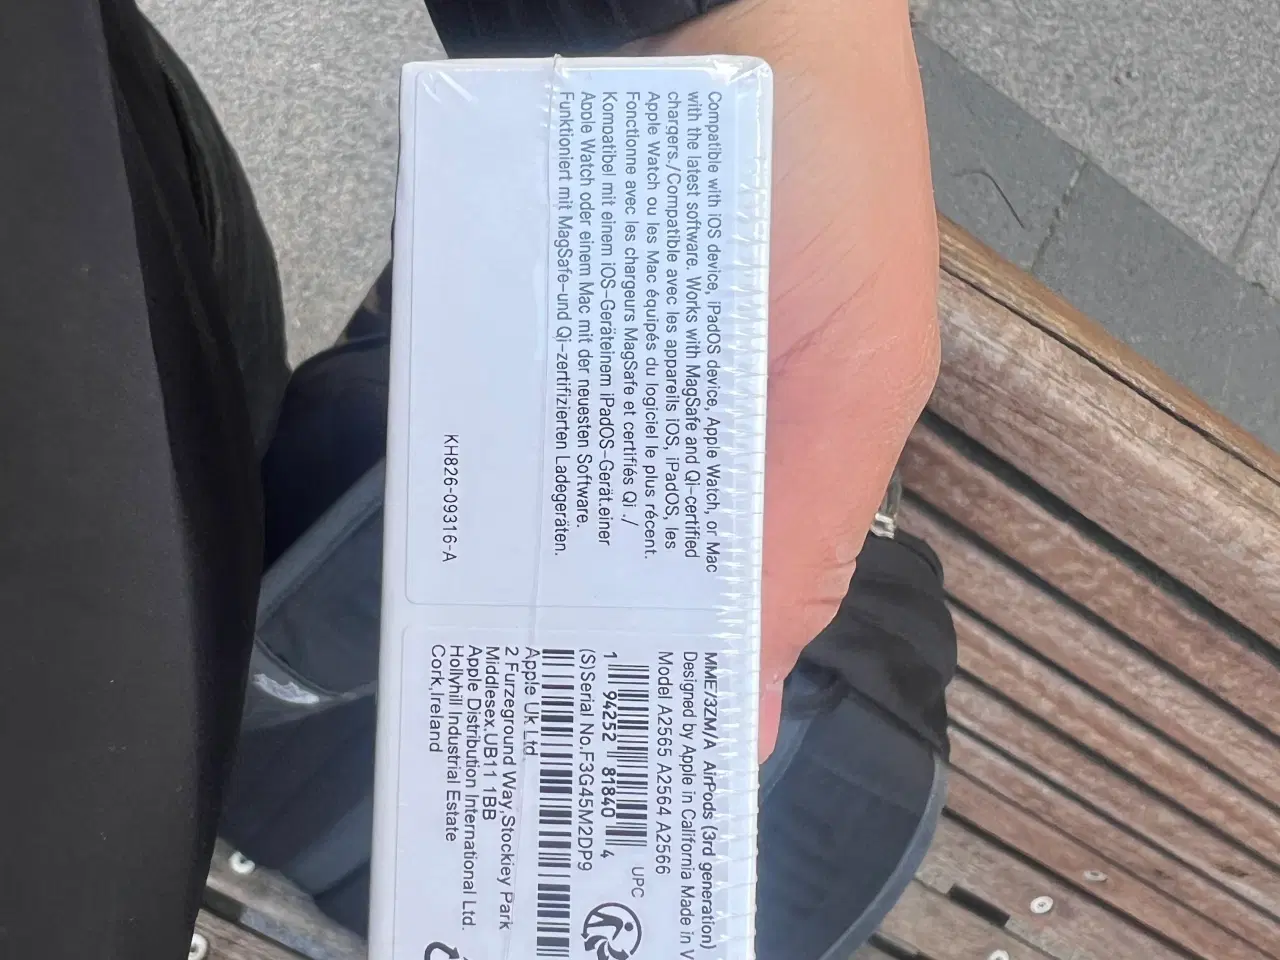 Compatible with iOS device, iPadOS device, Apple Watch, or Mac
with the latest software. Works with MagSafe and Qi-certified
chargers./Compatible avec les appareils iOS, iPadOS, les
Apple Watch ou les Mac équipés du logiciel le plus récent.
Fonctionne avec les chargeurs MagSafe et certifiés Qi ./
Kompatibel mit einem iOS-Geräteinem iPadOS-Gerät.einer
Apple Watch oder einem Mac mit der neuesten Software.
Funktioniert mit MagSafe-und Qi-zertifizierten Ladegeräten.
KH826-09316-A
MME73ZM/A AirPods (3rd generation)
Designed by Apple in California Made in V
Model A2565 A2564 A2566
UPC
1 94252 81840 4
(S)Serial No.F3G45M2DP9
Apple Uk Ltd
2 Furzeground Way,Stockiey Park
Middlesex.UB11 1BB
Apple Distribution International Ltd.
Holyhill Industrial Estate
Cork,Ireland